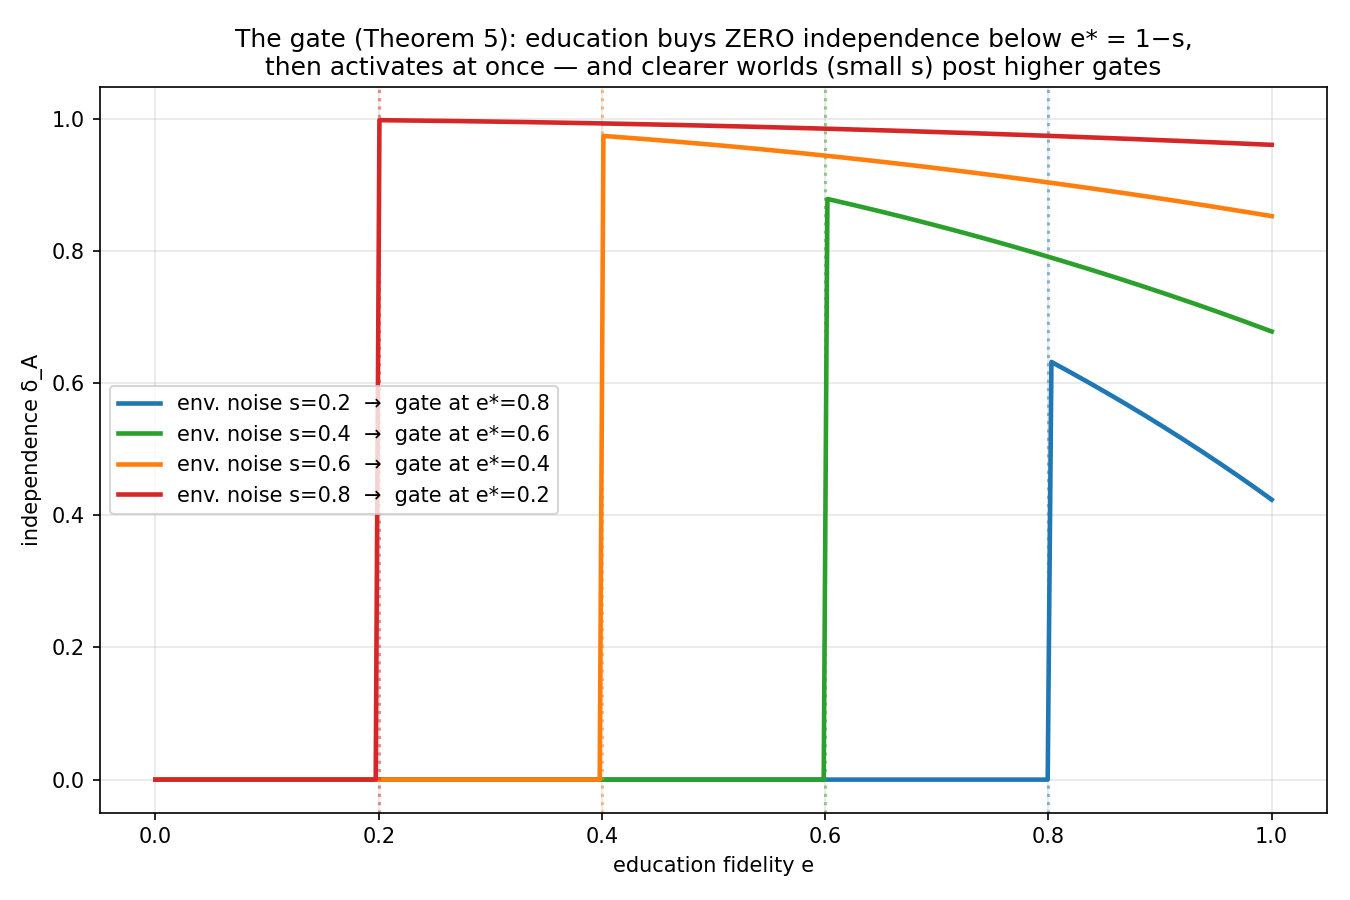 The gate (Theorem 5): education buys ZERO independence below e* = 1−s,
then activates at once — and clearer worlds (small s) post higher gates
independence δ_A
1.0
0.8
0.6
0.4
0.2
0.0
env. noise s=0.2 → gate at e*=0.8
env. noise s=0.4 → gate at e*=0.6
env. noise s=0.6 → gate at e*=0.4
env. noise s=0.8 → gate at e*=0.2
0.0 0.2 0.4 0.6 0.8 1.0
education fidelity e